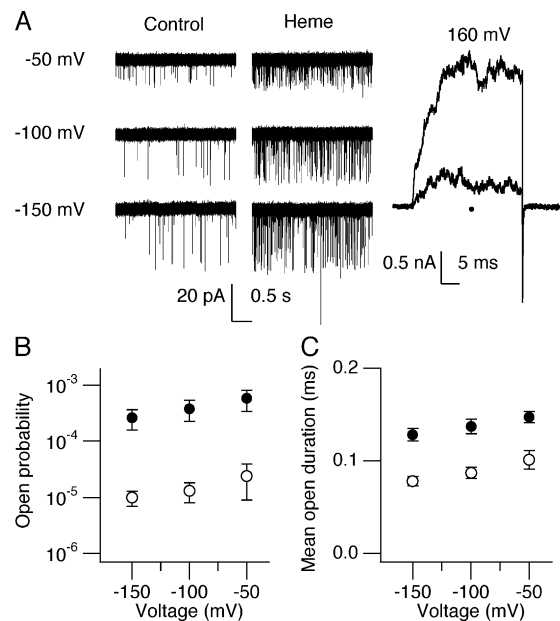 A
Control
Heme
160 mV
-50 mV
-100 mV
-150 mV
0.5 nA
5 ms
20 pA
0.5 s
B
C
Open probability
10⁻³
10⁻⁴
10⁻⁵
10⁻⁶
-150
-100
-50
Voltage (mV)
Mean open duration (ms)
0.2
0.1
0.0
-150
-100
-50
Voltage (mV)